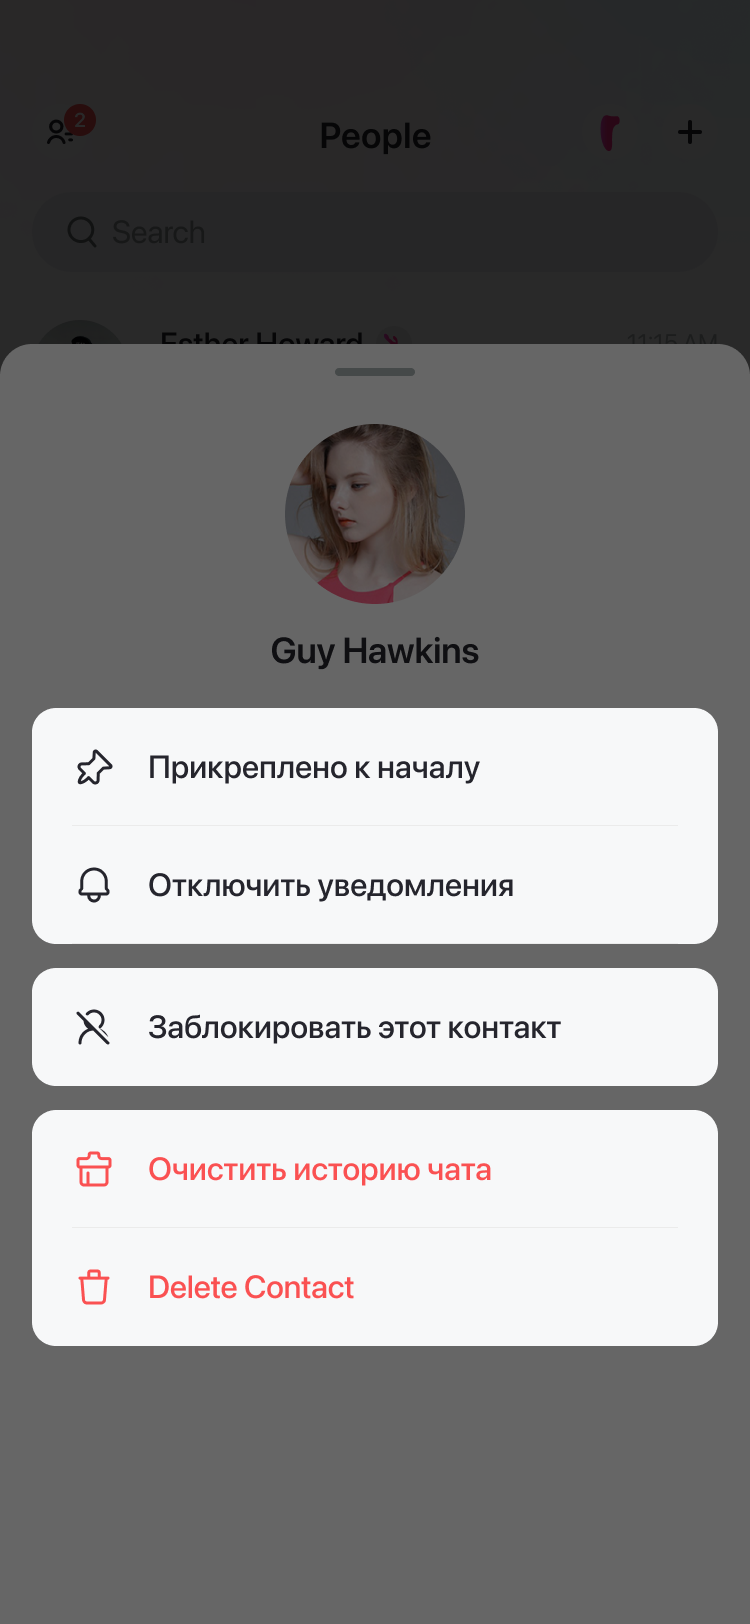 2
People
Search
Esther Howard 11:15 AM
Guy Hawkins
Прикреплено к началу
Отключить уведомления
Заблокировать этот контакт
Очистить историю чата
Delete Contact